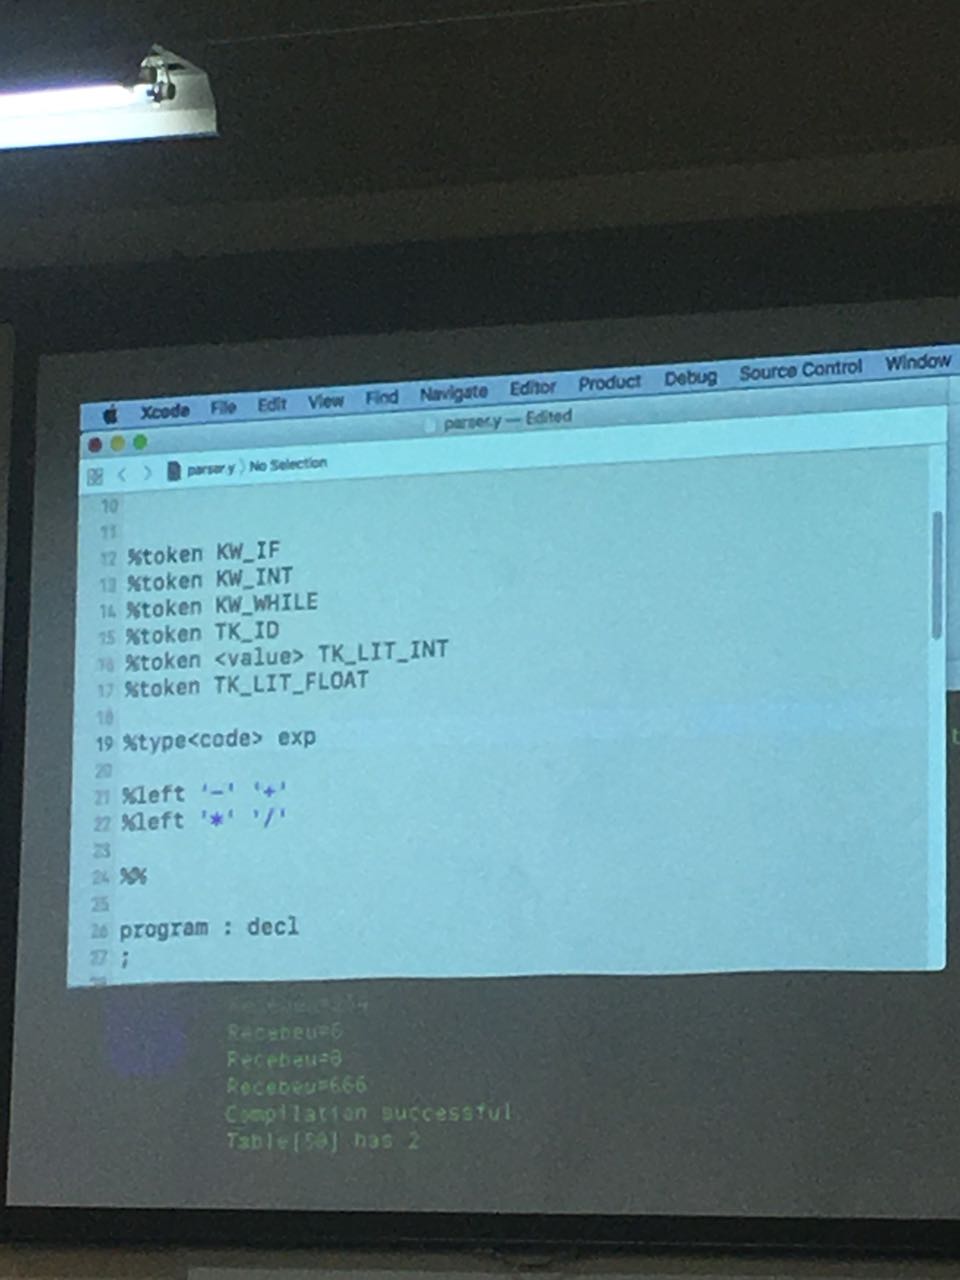 Xcode File Edit View Find Navigate Editor Product Debug Source Control Window
parser.y — Edited
parser.y No Selection
10
11
12 %token KW_IF
13 %token KW_INT
14 %token KW_WHILE
15 %token TK_ID
16 %token <value> TK_LIT_INT
17 %token TK_LIT_FLOAT
18
19 %type<code> exp
20
21 %left '-' '+'
22 %left '*' '/'
23
24 %%
25
26 program : decl
27 ;
Recebeu=6
Recebeu=8
Recebeu=666
Compilation successful.
Table[50] has 2